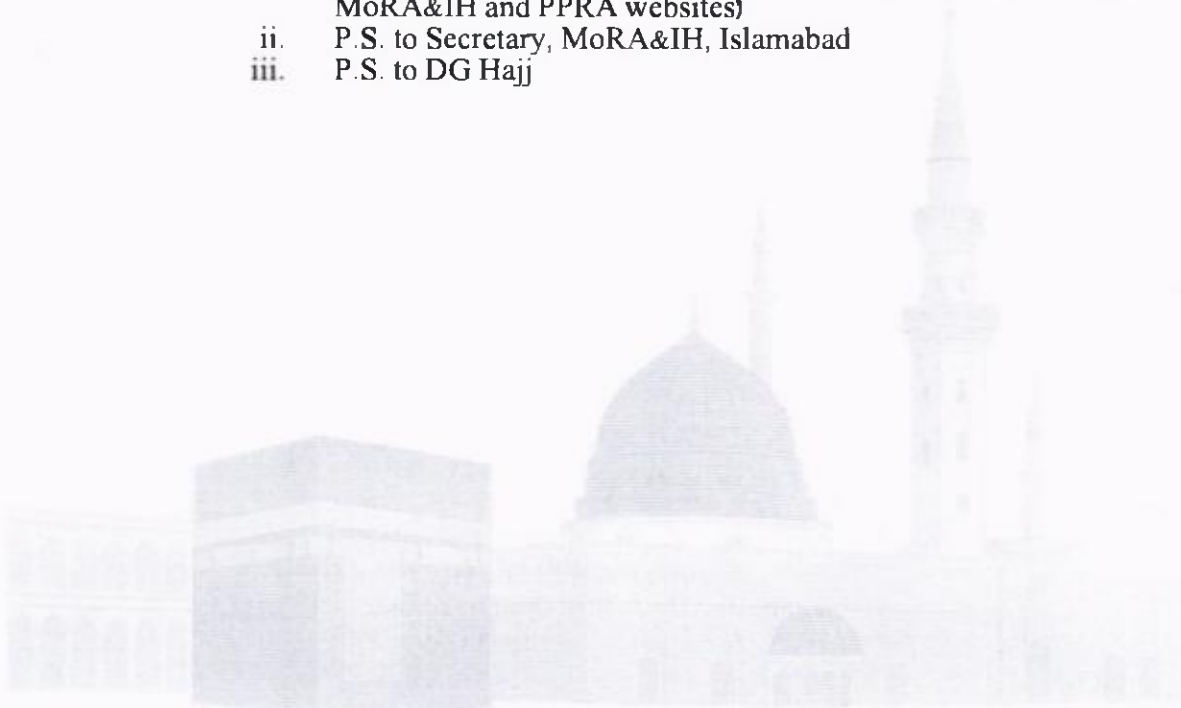 MoRA&IH and PPRA websites)
ii. P.S. to Secretary, MoRA&IH, Islamabad
iii. P.S. to DG Hajj